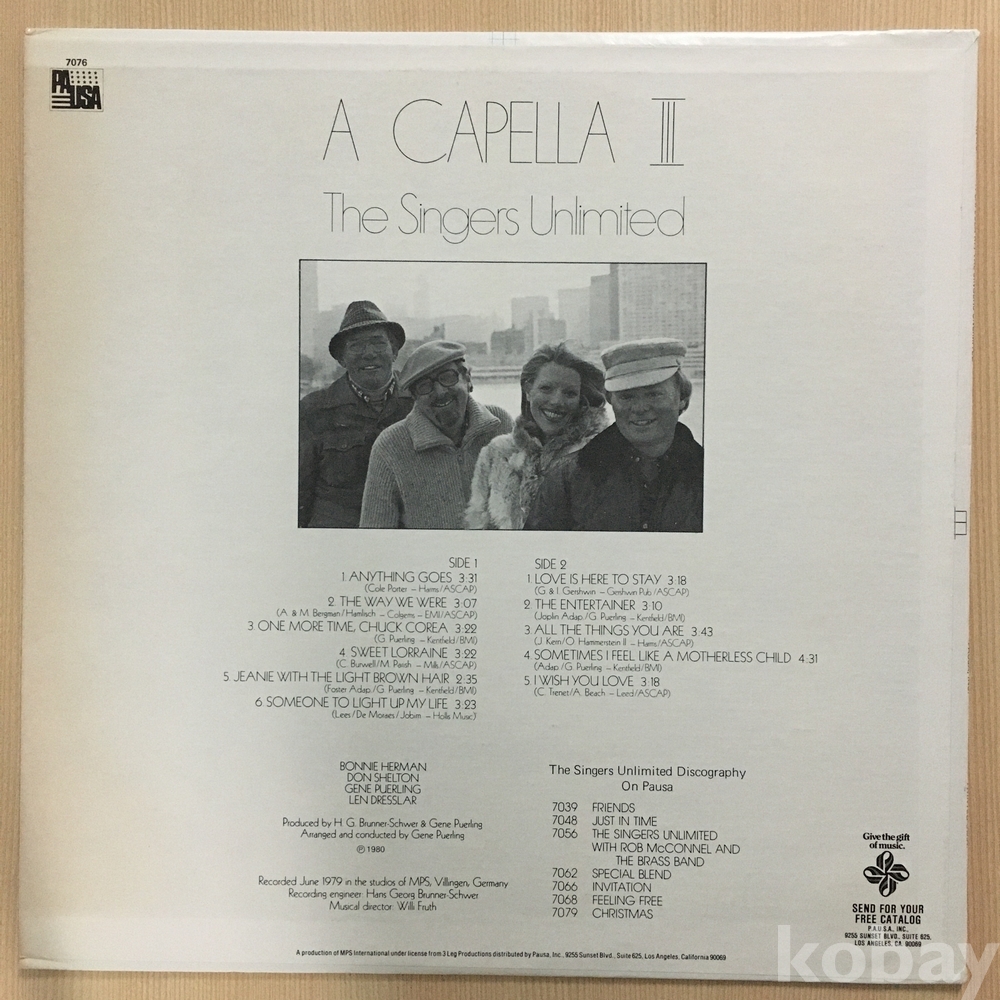 7076
PAUSA
A CAPELLA III
The Singers Unlimited
SIDE 1
1. ANYTHING GOES 3:31
(Cole Porter – Harms/ASCAP)
2. THE WAY WE WERE 3:07
(A. & M. Bergman/Hamlisch – Colgems – EMI/ASCAP)
3. ONE MORE TIME, CHUCK COREA 3:22
(G. Puerling – Kentfield/BMI)
4. SWEET LORRAINE 3:22
(C. Burwell/M. Parish – Mills/ASCAP)
5. JEANIE WITH THE LIGHT BROWN HAIR 2:35
(Foster Adap./G. Puerling – Kentfield/BMI)
6. SOMEONE TO LIGHT UP MY LIFE 3:23
(Lees/De Moraes/Jobim – Hollis Music)
SIDE 2
1. LOVE IS HERE TO STAY 3:18
(G. & I. Gershwin – Gershwin Pub./ASCAP)
2. THE ENTERTAINER 3:10
(Joplin Adap./G. Puerling – Kentfield/BMI)
3. ALL THE THINGS YOU ARE 3:43
(J. Kern/O. Hammerstein II – Harms/ASCAP)
4. SOMETIMES I FEEL LIKE A MOTHERLESS CHILD 4:31
(Adap./G. Puerling – Kentfield/BMI)
5. I WISH YOU LOVE 3:18
(C. Trenet/A. Beach – Leed/ASCAP)
BONNIE HERMAN
DON SHELTON
GENE PUERLING
LEN DRESSLAR
Produced by H. G. Brunner-Schwer & Gene Puerling
Arranged and conducted by Gene Puerling
℗ 1980
Recorded June 1979 in the studios of MPS, Villingen, Germany
Recording engineer: Hans Georg Brunner-Schwer
Musical director: Willi Fruth
The Singers Unlimited Discography
On Pausa
7039 FRIENDS
7048 JUST IN TIME
7056 THE SINGERS UNLIMITED
WITH ROB McCONNELL AND
THE BRASS BAND
7062 SPECIAL BLEND
7066 INVITATION
7068 FEELING FREE
7079 CHRISTMAS
Give the gift
of music.
SEND FOR YOUR
FREE CATALOG
P.A.U.S.A., INC.,
9255 SUNSET BLVD., SUITE 625,
LOS ANGELES, CA. 90069
A production of MPS International under license from 3 Leg Productions distributed by Pausa, Inc., 9255 Sunset Blvd., Suite 625, Los Angeles, California 90069
kobay